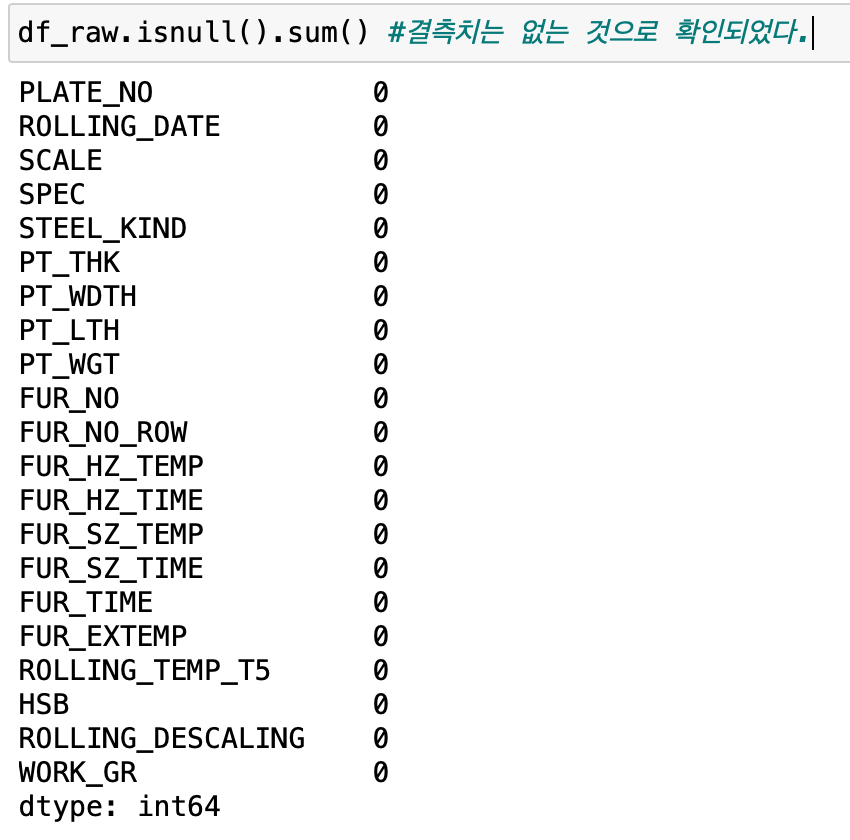 df_raw.isnull().sum() #결측치는 없는 것으로 확인되었다.
PLATE_NO 0
ROLLING_DATE 0
SCALE 0
SPEC 0
STEEL_KIND 0
PT_THK 0
PT_WDTH 0
PT_LTH 0
PT_WGT 0
FUR_NO 0
FUR_NO_ROW 0
FUR_HZ_TEMP 0
FUR_HZ_TIME 0
FUR_SZ_TEMP 0
FUR_SZ_TIME 0
FUR_TIME 0
FUR_EXTEMP 0
ROLLING_TEMP_T5 0
HSB 0
ROLLING_DESCALING 0
WORK_GR 0
dtype: int64